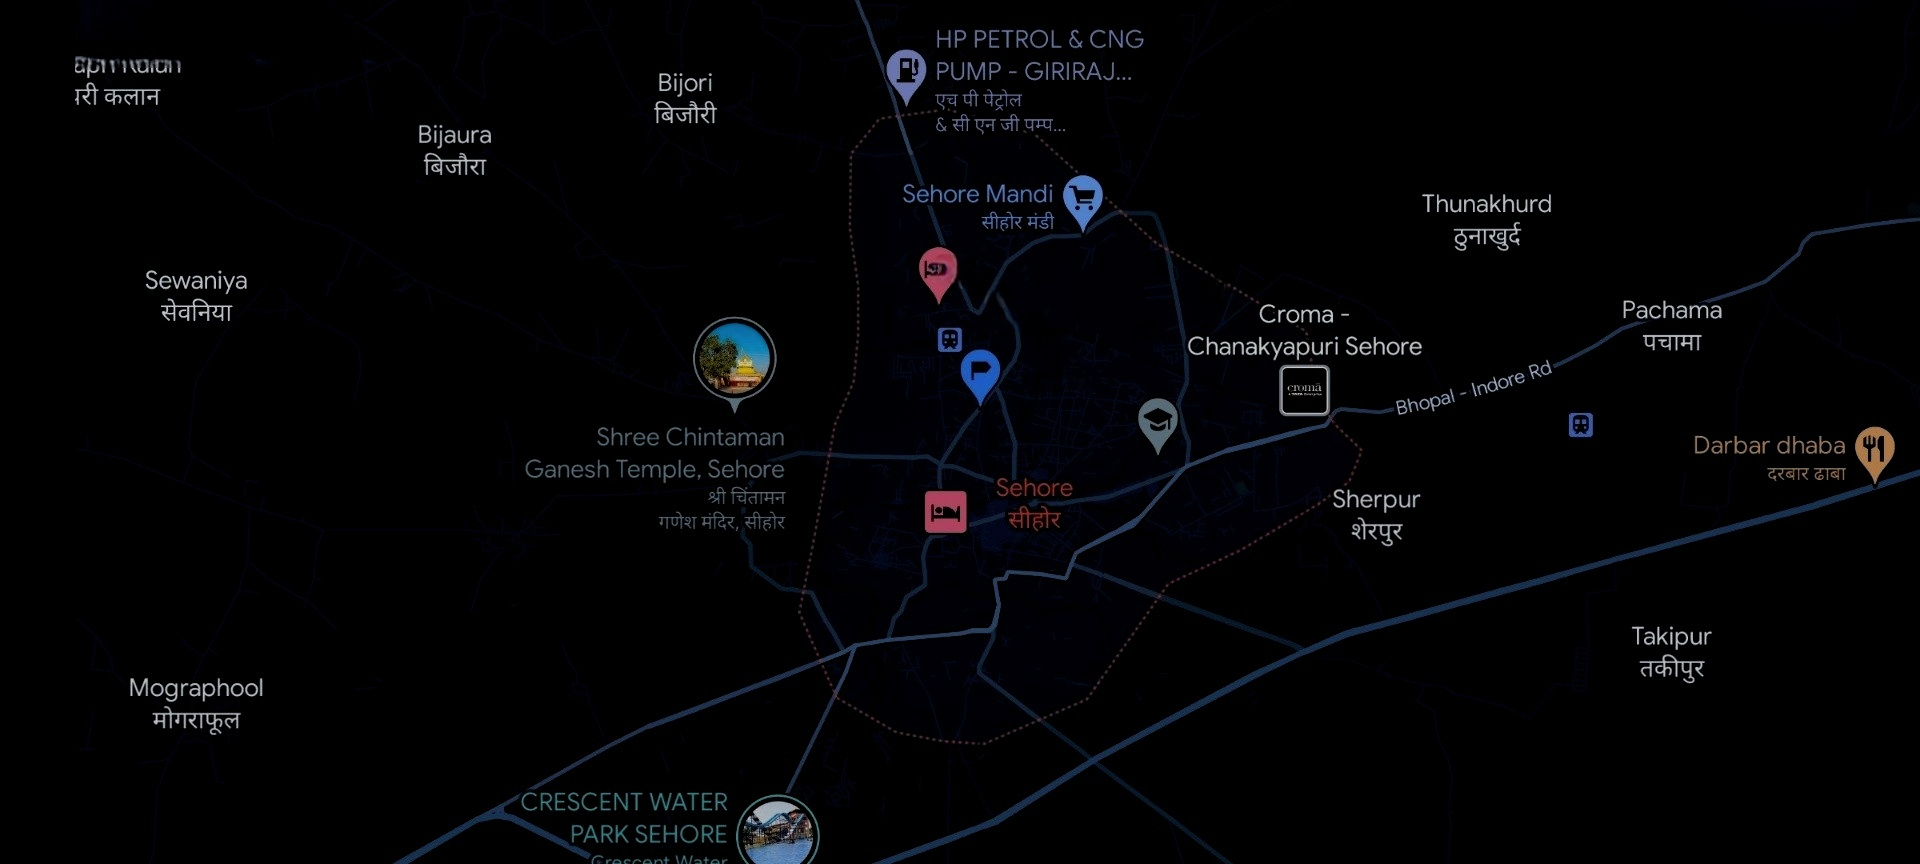 री कलान
Bijori
बिजौरी
HP PETROL & CNG
PUMP - GIRIRAJ...
एच पी पेट्रोल
& सी एन जी पम्प...
Bijaura
बिजौरा
Sehore Mandi
सीहोर मंडी
Thunakhurd
ठुनाखुर्द
Sewaniya
सेवनिया
Croma -
Chanakyapuri Sehore
croma
Pachama
पचामा
Bhopal - Indore Rd
Shree Chintaman
Ganesh Temple, Sehore
श्री चिंतामन
गणेश मंदिर, सीहोर
Darbar dhaba
दरबार ढाबा
Sehore
सीहोर
Sherpur
शेरपुर
Takipur
तकीपुर
Mographool
मोगराफूल
CRESCENT WATER
PARK SEHORE
Crescent Water